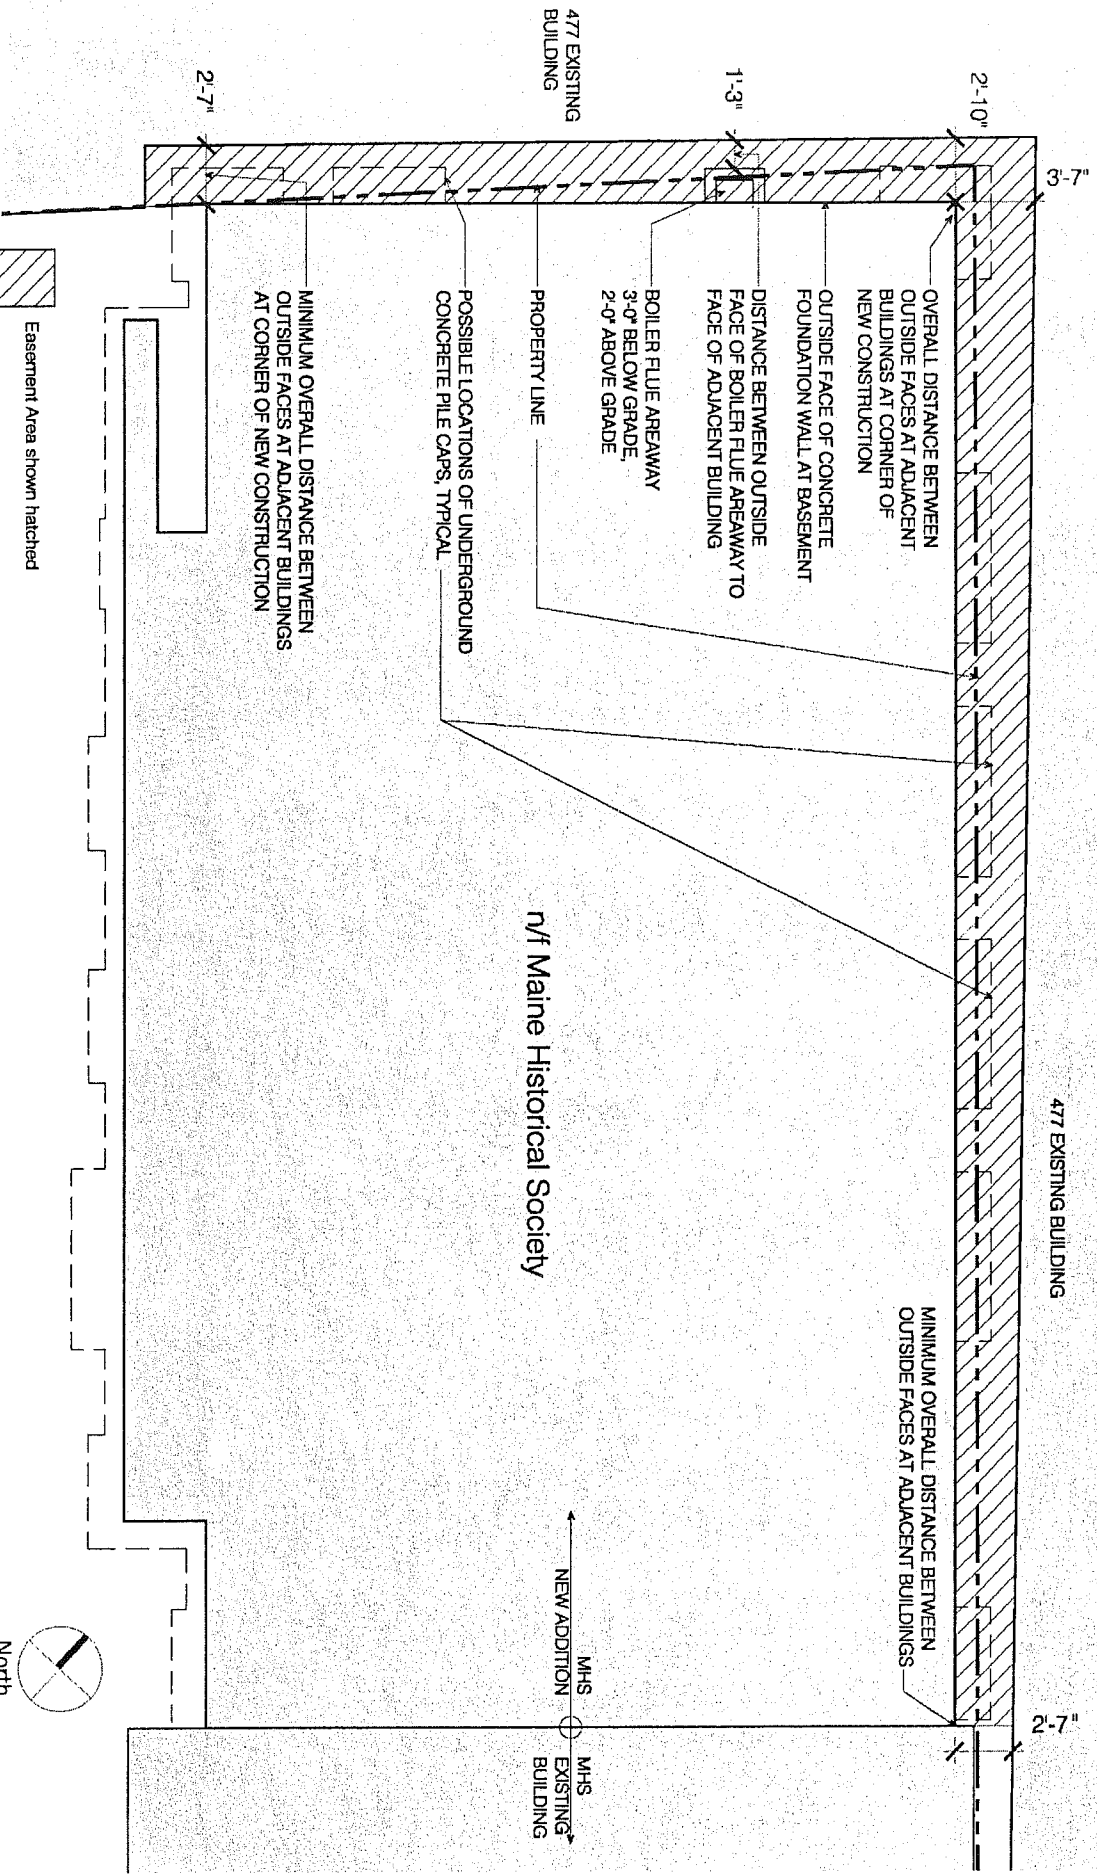 477 EXISTING
BUILDING
2'-7"
1'-3"
2'-10"
3'-7"
OVERALL DISTANCE BETWEEN
OUTSIDE FACES AT ADJACENT
BUILDINGS AT CORNER OF
NEW CONSTRUCTION
OUTSIDE FACE OF CONCRETE
FOUNDATION WALL AT BASEMENT
DISTANCE BETWEEN OUTSIDE
FACE OF BOILER FLUE AREAWAY TO
FACE OF ADJACENT BUILDING
BOILER FLUE AREAWAY
3'-0" BELOW GRADE,
2'-0" ABOVE GRADE
PROPERTY LINE
POSSIBLE LOCATIONS OF UNDERGROUND
CONCRETE PILE CAPS, TYPICAL
MINIMUM OVERALL DISTANCE BETWEEN
OUTSIDE FACES AT ADJACENT BUILDINGS
AT CORNER OF NEW CONSTRUCTION
Easement Area shown hatched
n/f Maine Historical Society
477 EXISTING BUILDING
MINIMUM OVERALL DISTANCE BETWEEN
OUTSIDE FACES AT ADJACENT BUILDINGS
2'-7"
MHS
NEW ADDITION
MHS
EXISTING
BUILDING
North